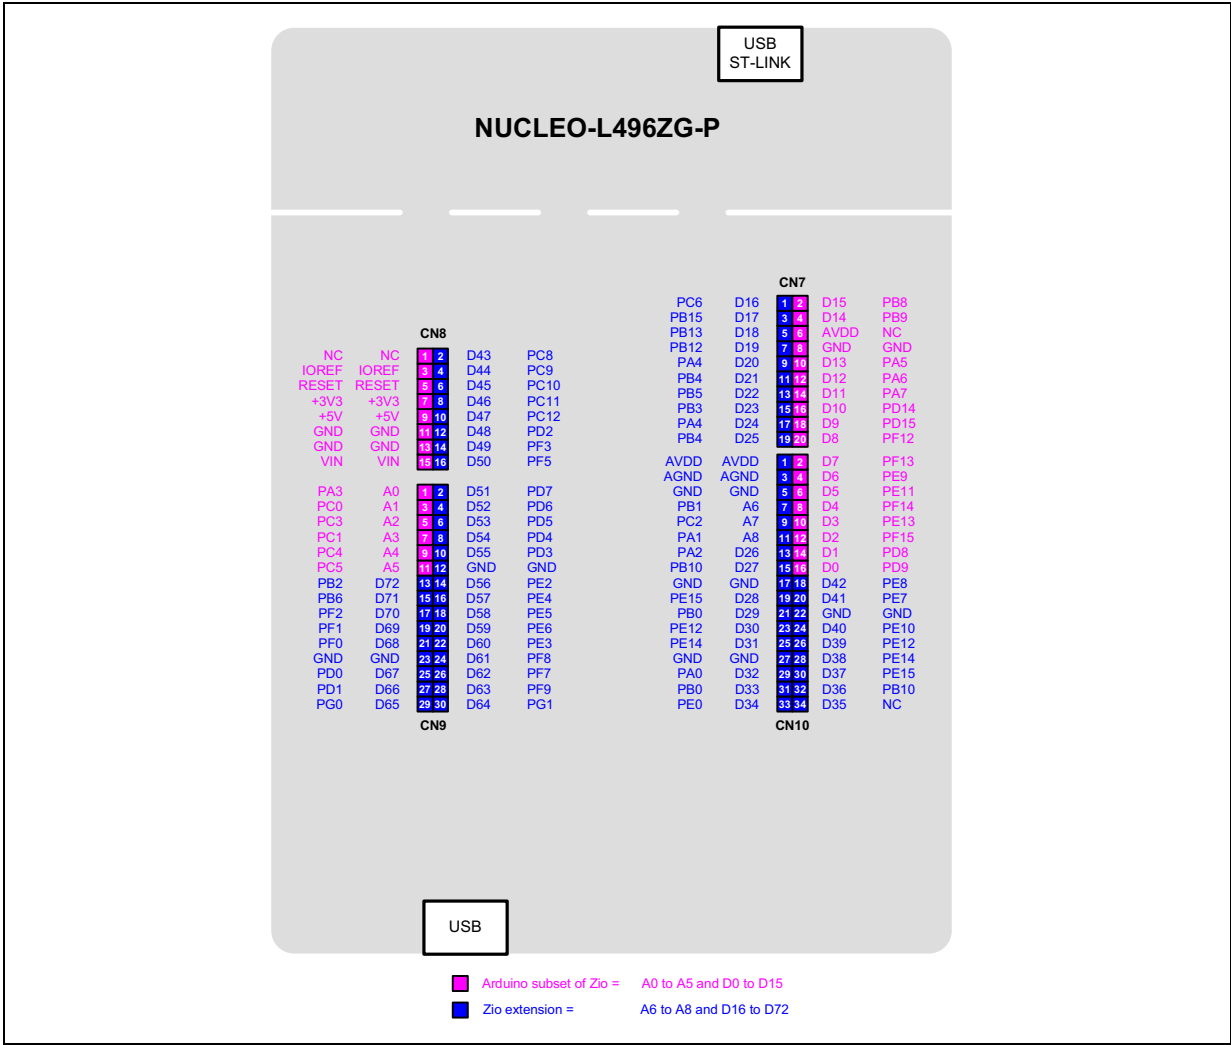 USB
ST-LINK
NUCLEO-L496ZG-P
CN7
PC6 D16 1 2 D15 PB8
PB15 D17 3 4 D14 PB9
PB13 D18 5 6 AVDD NC
PB12 D19 7 8 GND GND
PA4 D20 9 10 D13 PA5
PB4 D21 11 12 D12 PA6
PB5 D22 13 14 D11 PA7
PB3 D23 15 16 D10 PD14
PA4 D24 17 18 D9 PD15
PB4 D25 19 20 D8 PF12
CN8
NC NC 1 2 D43 PC8
IOREF IOREF 3 4 D44 PC9
RESET RESET 5 6 D45 PC10
+3V3 +3V3 7 8 D46 PC11
+5V +5V 9 10 D47 PC12
GND GND 11 12 D48 PD2
GND GND 13 14 D49 PF3
VIN VIN 15 16 D50 PF5
PA3 A0 1 2 D51 PD7
PC0 A1 3 4 D52 PD6
PC3 A2 5 6 D53 PD5
PC1 A3 7 8 D54 PD4
PC4 A4 9 10 D55 PD3
PC5 A5 11 12 GND GND
PB2 D72 13 14 D56 PE2
PB6 D71 15 16 D57 PE4
PF2 D70 17 18 D58 PE5
PF1 D69 19 20 D59 PE6
PF0 D68 21 22 D60 PE3
GND GND 23 24 D61 PF8
PD0 D67 25 26 D62 PF7
PD1 D66 27 28 D63 PF9
PG0 D65 29 30 D64 PG1
CN9
AVDD AVDD 1 2 D7 PF13
AGND AGND 3 4 D6 PE9
GND GND 5 6 D5 PE11
PB1 A6 7 8 D4 PF14
PC2 A7 9 10 D3 PE13
PA1 A8 11 12 D2 PF15
PA2 D26 13 14 D1 PD8
PB10 D27 15 16 D0 PD9
GND GND 17 18 D42 PE8
PE15 D28 19 20 D41 PE7
PB0 D29 21 22 GND GND
PE12 D30 23 24 D40 PE10
PE14 D31 25 26 D39 PE12
GND GND 27 28 D38 PE14
PA0 D32 29 30 D37 PE15
PB0 D33 31 32 D36 PB10
PE0 D34 33 34 D35 NC
CN10
USB
Arduino subset of Zio = A0 to A5 and D0 to D15
Zio extension = A6 to A8 and D16 to D72